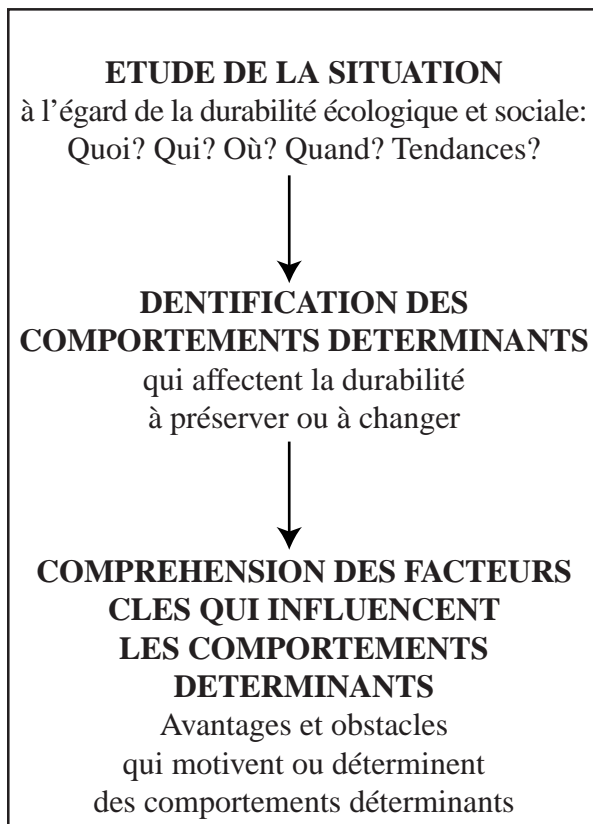 ETUDE DE LA SITUATION
à l’égard de la durabilité écologique et sociale:
Quoi? Qui? Où? Quand? Tendances?
DENTIFICATION DES
COMPORTEMENTS DETERMINANTS
qui affectent la durabilité
à préserver ou à changer
COMPREHENSION DES FACTEURS
CLES QUI INFLUENCENT
LES COMPORTEMENTS
DETERMINANTS
Avantages et obstacles
qui motivent ou déterminent
des comportements déterminants